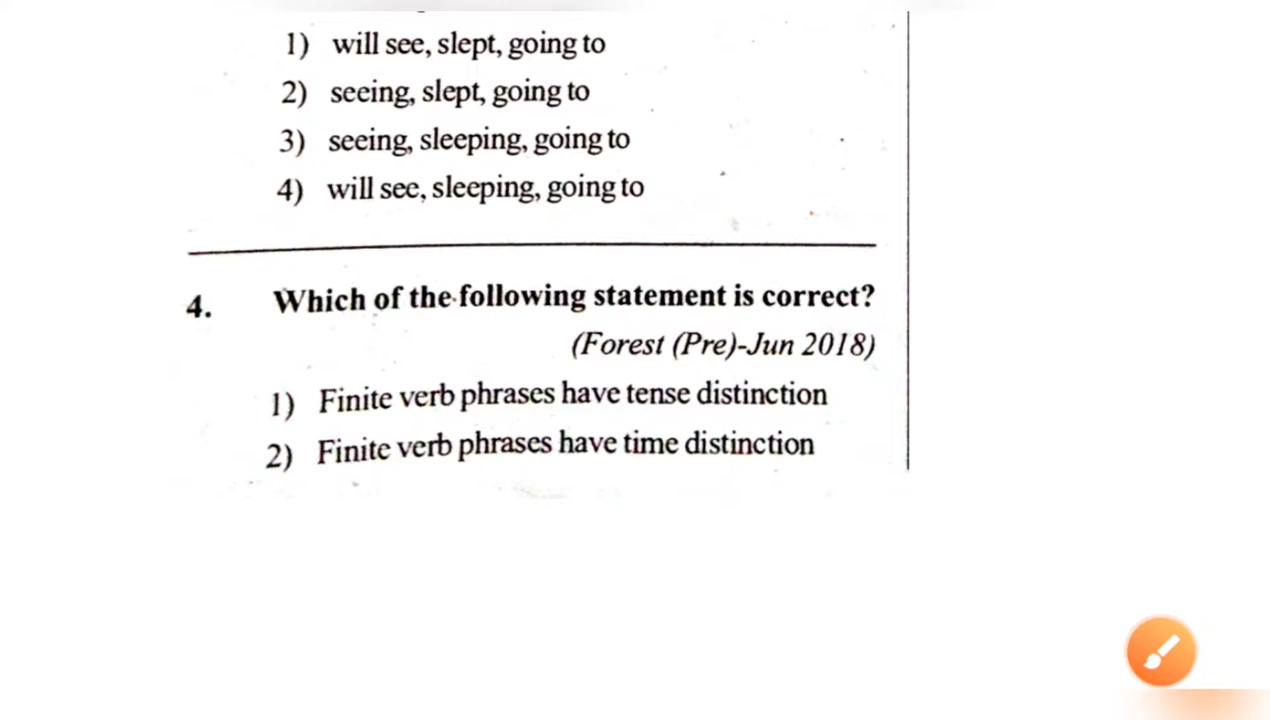 1) will see, slept, going to
2) seeing, slept, going to
3) seeing, sleeping, going to
4) will see, sleeping, going to
4. Which of the following statement is correct?
(Forest (Pre)-Jun 2018)
1) Finite verb phrases have tense distinction
2) Finite verb phrases have time distinction